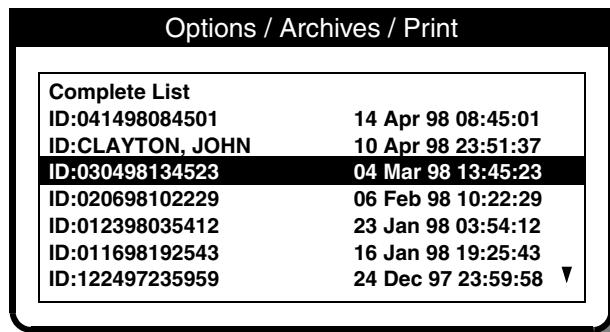 Options / Archives / Print
Complete List
ID:041498084501 14 Apr 98 08:45:01
ID:CLAYTON, JOHN 10 Apr 98 23:51:37
ID:030498134523 04 Mar 98 13:45:23
ID:020698102229 06 Feb 98 10:22:29
ID:012398035412 23 Jan 98 03:54:12
ID:011698192543 16 Jan 98 19:25:43
ID:122497235959 24 Dec 97 23:59:58